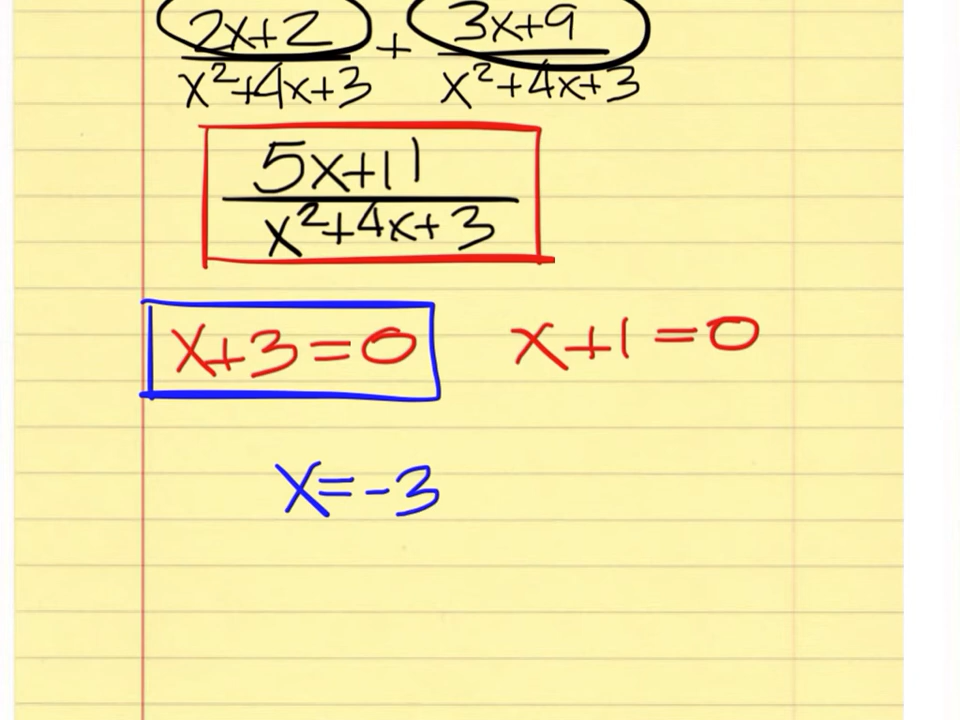 2x+2 / x²+4x+3 + 3x+9 / x²+4x+3
5x+11 / x²+4x+3
x+3=0 x+1=0
x=-3